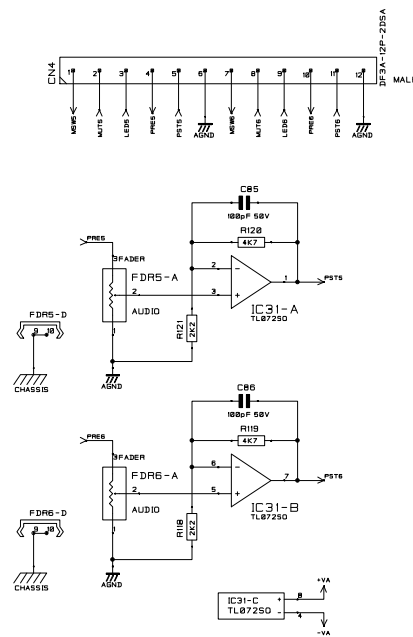 CN4
DF3A-12P-2DSA
MALE
1 2 3 4 5 6 7 8 9 10 11 12
MSW5
MUT5
LED5
PRE5
PST5
AGND
MSW6
MUT6
LED6
PRE6
PST6
AGND
C85
100pF 50V
R120
4K7
PRE5
3 FADER
FDR5-A
2
AUDIO
1
AGND
2
3
1
PST5
IC31-A
TL072SO
R121
2K2
FDR5-D
9 10
CHASSIS
C86
100pF 50V
R119
4K7
PRE6
3 FADER
FDR6-A
2
AUDIO
1
AGND
6
5
7
PST6
IC31-B
TL072SO
R118
2K2
FDR6-D
9 10
CHASSIS
IC31-C
TL072SO
+ 8
- 4
+VA
-VA